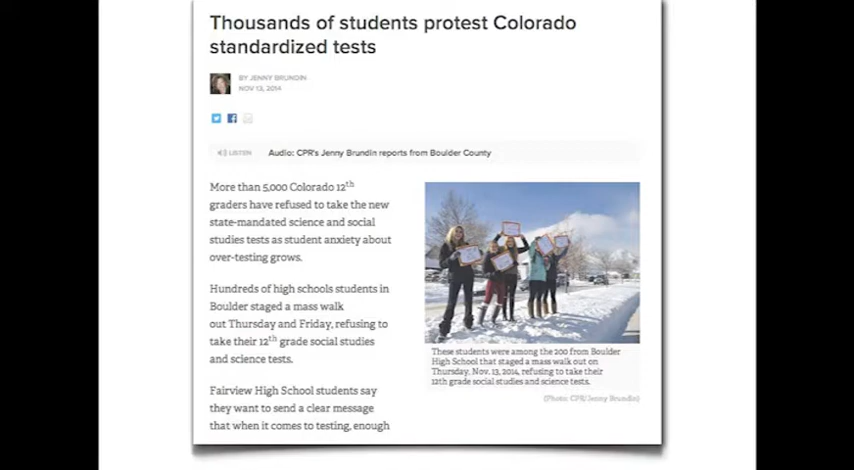 Thousands of students protest Colorado
standardized tests
BY JENNY BRUNDIN
NOV 13, 2014
LISTEN
Audio: CPR's Jenny Brundin reports from Boulder County
More than 5,000 Colorado 12th
graders have refused to take the new
state-mandated science and social
studies tests as student anxiety about
over-testing grows.
Hundreds of high schools students in
Boulder staged a mass walk
out Thursday and Friday, refusing to
take their 12th grade social studies
and science tests.
Fairview High School students say
they want to send a clear message
that when it comes to testing, enough
These students were among the 200 from Boulder
High School that staged a mass walk out on
Thursday, Nov. 13, 2014, refusing to take their
12th grade social studies and science tests.
(Photo: CPR/Jenny Brundin)